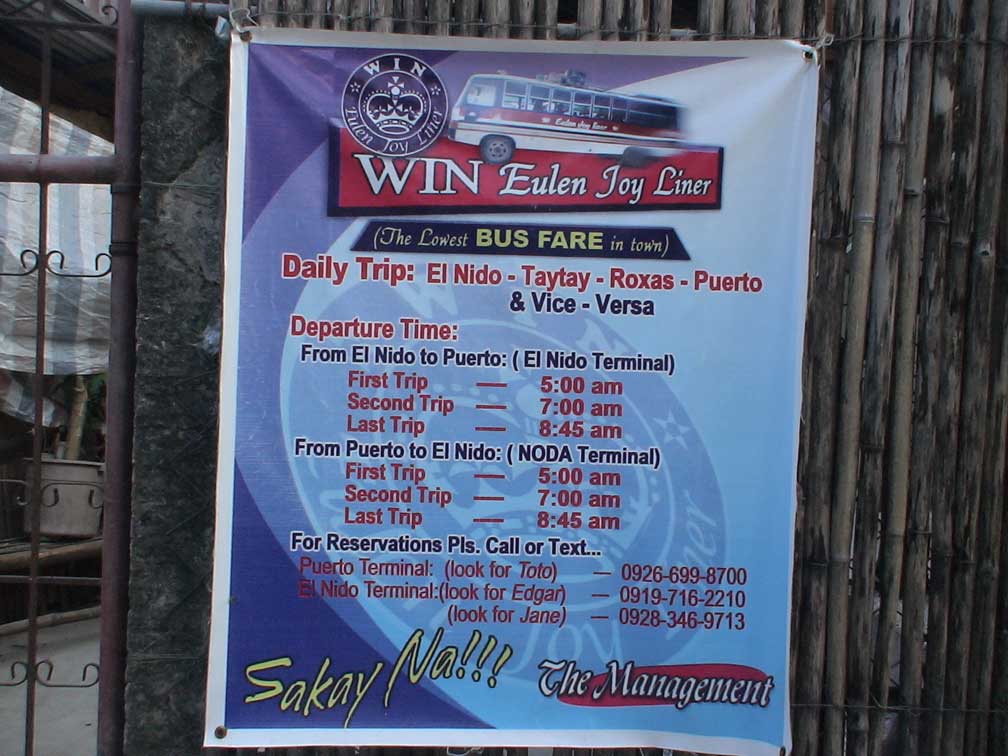 WIN
Eulen Joy Liner
Eulen Joy liner
WIN Eulen Joy Liner
(The Lowest BUS FARE in town)
Daily Trip: El Nido - Taytay - Roxas - Puerto
& Vice - Versa
Departure Time:
From El Nido to Puerto: ( El Nido Terminal)
First Trip — 5:00 am
Second Trip — 7:00 am
Last Trip — 8:45 am
From Puerto to El Nido: ( NODA Terminal)
First Trip — 5:00 am
Second Trip — 7:00 am
Last Trip — 8:45 am
For Reservations Pls. Call or Text...
Puerto Terminal: (look for Toto) — 0926-699-8700
El Nido Terminal:(look for Edgar) — 0919-716-2210
(look for Jane) — 0928-346-9713
Sakay Na!!!
The Management